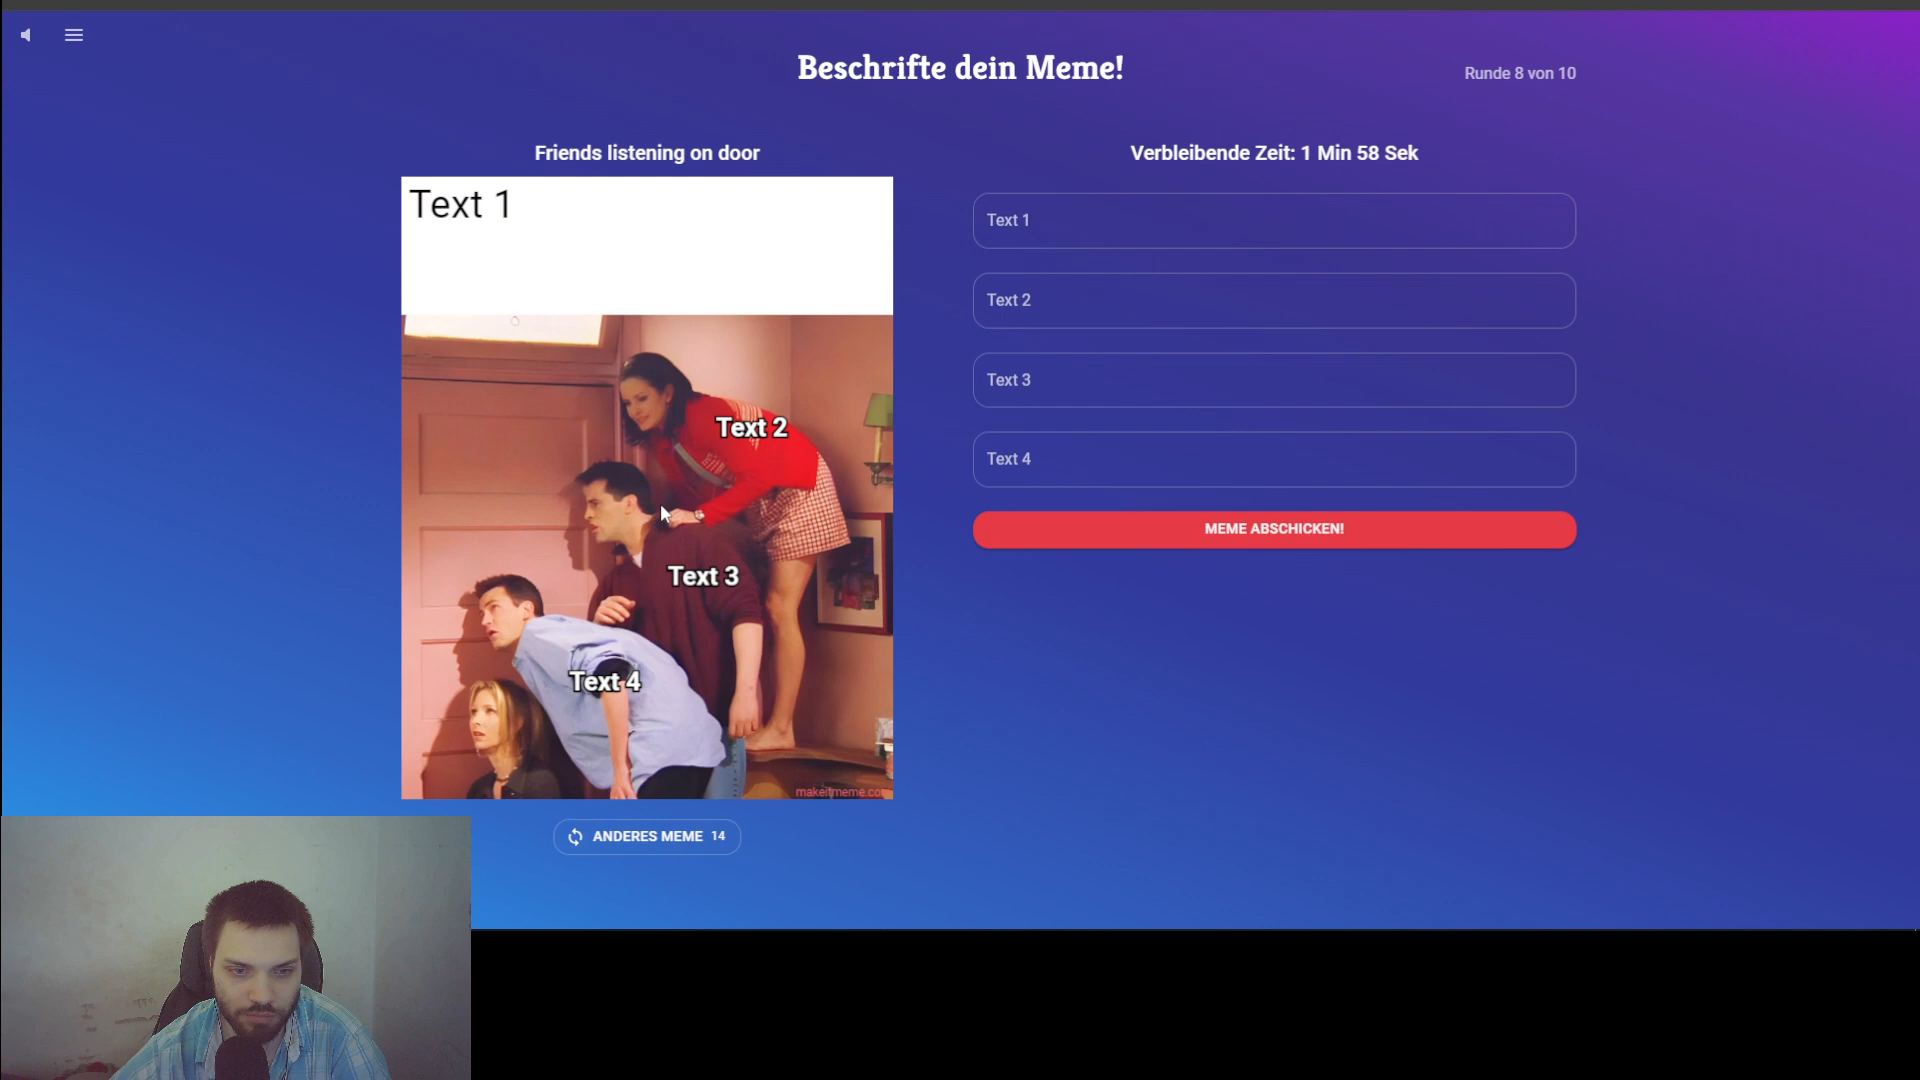 Beschrifte dein Meme!
Runde 8 von 10
Friends listening on door
Verbleibende Zeit: 1 Min 58 Sek
Text 1
Text 2
Text 3
Text 4
Text 1
Text 2
Text 3
Text 4
MEME ABSCHICKEN!
ANDERES MEME 14